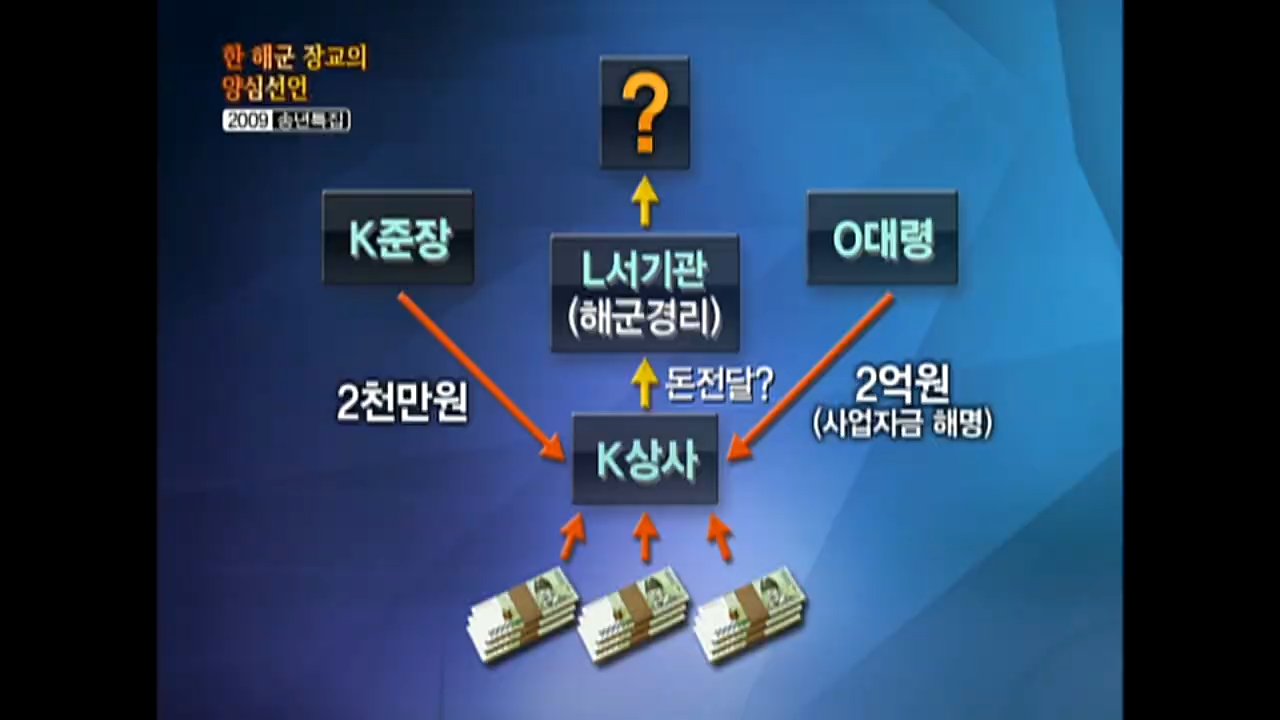 한 해군 장교의
양심선언
2009 송년특집
?
K준장
O대령
L서기관
(해군경리)
2천만원
돈전달?
2억원
(사업자금 해명)
K상사